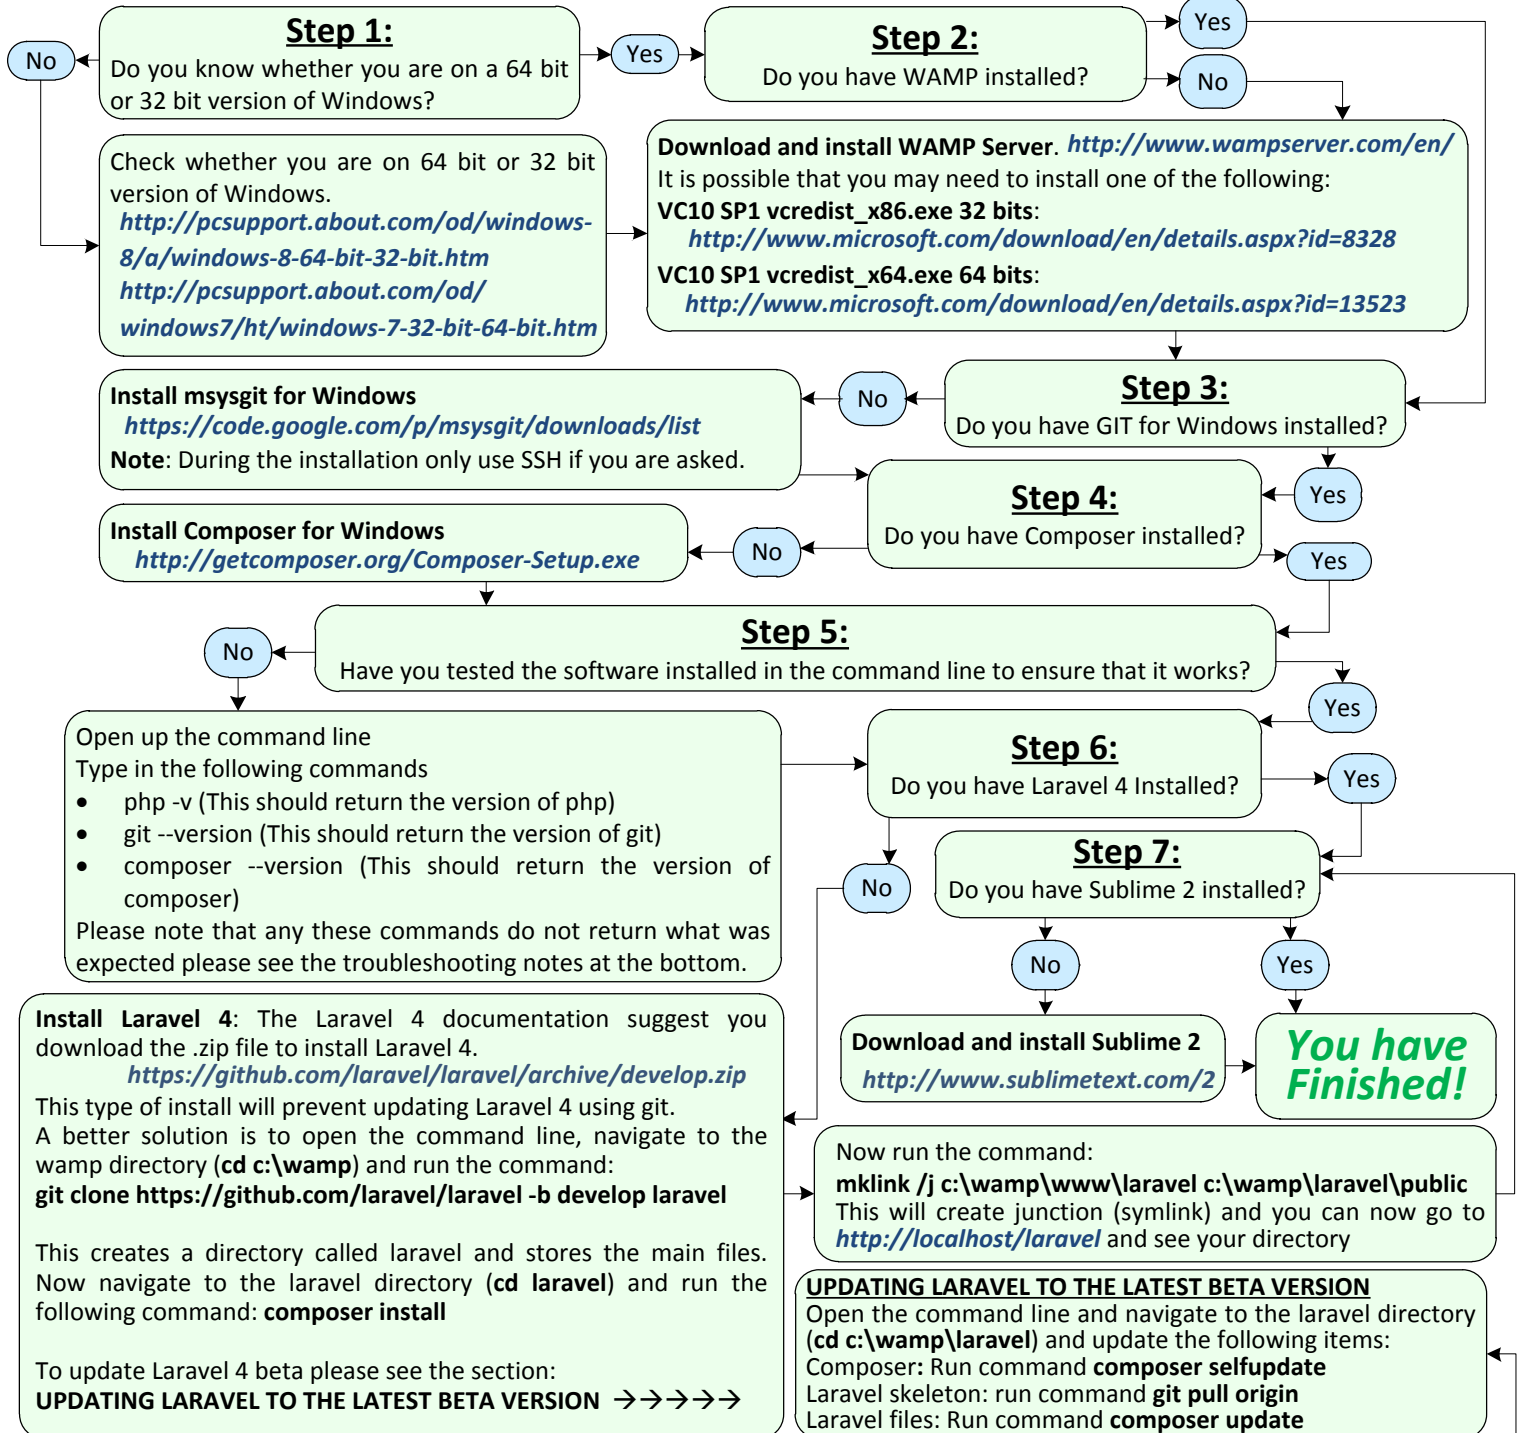 Step 1:
Do you know whether you are on a 64 bit
or 32 bit version of Windows?
No
Yes
Step 2:
Do you have WAMP installed?
Yes
No
Check whether you are on 64 bit or 32 bit
version of Windows.
http://pcsupport.about.com/od/windows-
8/a/windows-8-64-bit-32-bit.htm
http://pcsupport.about.com/od/
windows7/ht/windows-7-32-bit-64-bit.htm
Download and install WAMP Server. http://www.wampserver.com/en/
It is possible that you may need to install one of the following:
VC10 SP1 vcredist_x86.exe 32 bits:
http://www.microsoft.com/download/en/details.aspx?id=8328
VC10 SP1 vcredist_x64.exe 64 bits:
http://www.microsoft.com/download/en/details.aspx?id=13523
Step 3:
Do you have GIT for Windows installed?
No
Yes
Install msysgit for Windows
https://code.google.com/p/msysgit/downloads/list
Note: During the installation only use SSH if you are asked.
Step 4:
Do you have Composer installed?
No
Yes
Install Composer for Windows
http://getcomposer.org/Composer-Setup.exe
Step 5:
Have you tested the software installed in the command line to ensure that it works?
No
Yes
Open up the command line
Type in the following commands
• php -v (This should return the version of php)
• git --version (This should return the version of git)
• composer --version (This should return the version of
composer)
Please note that any these commands do not return what was
expected please see the troubleshooting notes at the bottom.
Step 6:
Do you have Laravel 4 Installed?
Yes
No
Step 7:
Do you have Sublime 2 installed?
No
Yes
Download and install Sublime 2
http://www.sublimetext.com/2
You have
Finished!
Install Laravel 4: The Laravel 4 documentation suggest you
download the .zip file to install Laravel 4.
https://github.com/laravel/laravel/archive/develop.zip
This type of install will prevent updating Laravel 4 using git.
A better solution is to open the command line, navigate to the
wamp directory (cd c:\wamp) and run the command:
git clone https://github.com/laravel/laravel -b develop laravel
This creates a directory called laravel and stores the main files.
Now navigate to the laravel directory (cd laravel) and run the
following command: composer install
To update Laravel 4 beta please see the section:
UPDATING LARAVEL TO THE LATEST BETA VERSION →→→→→
Now run the command:
mklink /j c:\wamp\www\laravel c:\wamp\laravel\public
This will create junction (symlink) and you can now go to
http://localhost/laravel and see your directory
UPDATING LARAVEL TO THE LATEST BETA VERSION
Open the command line and navigate to the laravel directory
(cd c:\wamp\laravel) and update the following items:
Composer: Run command composer selfupdate
Laravel skeleton: run command git pull origin
Laravel files: Run command composer update